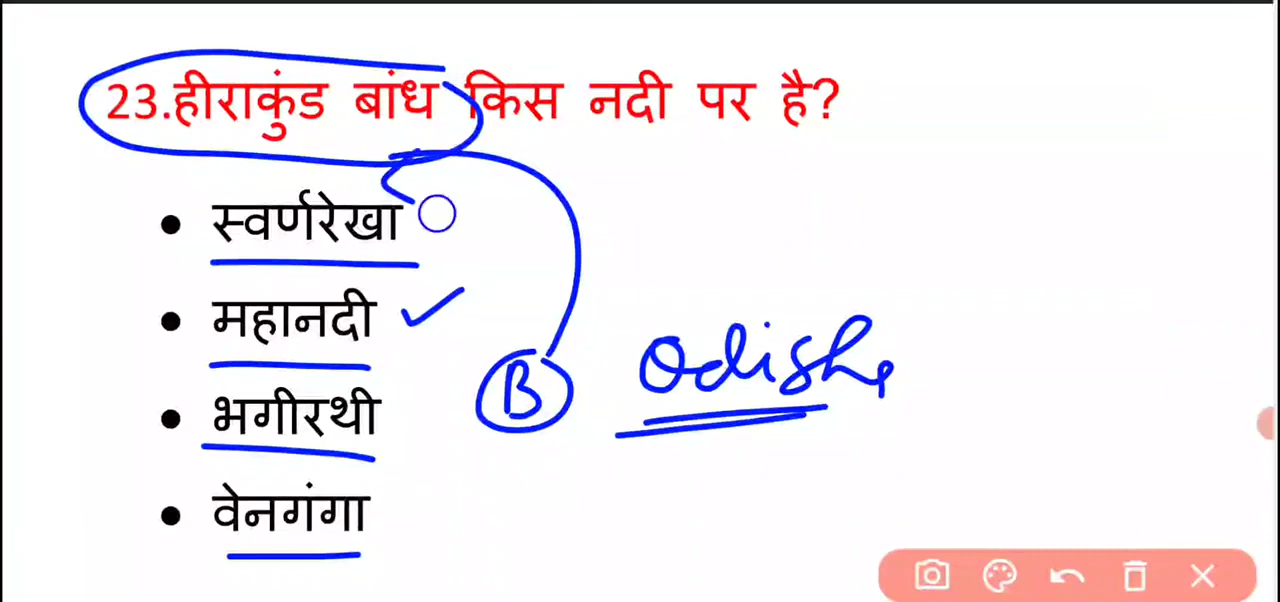 23.हीराकुंड बांध किस नदी पर है?
• स्वर्णरेखा
• महानदी
• भगीरथी
• वेनगंगा
B
Odisha